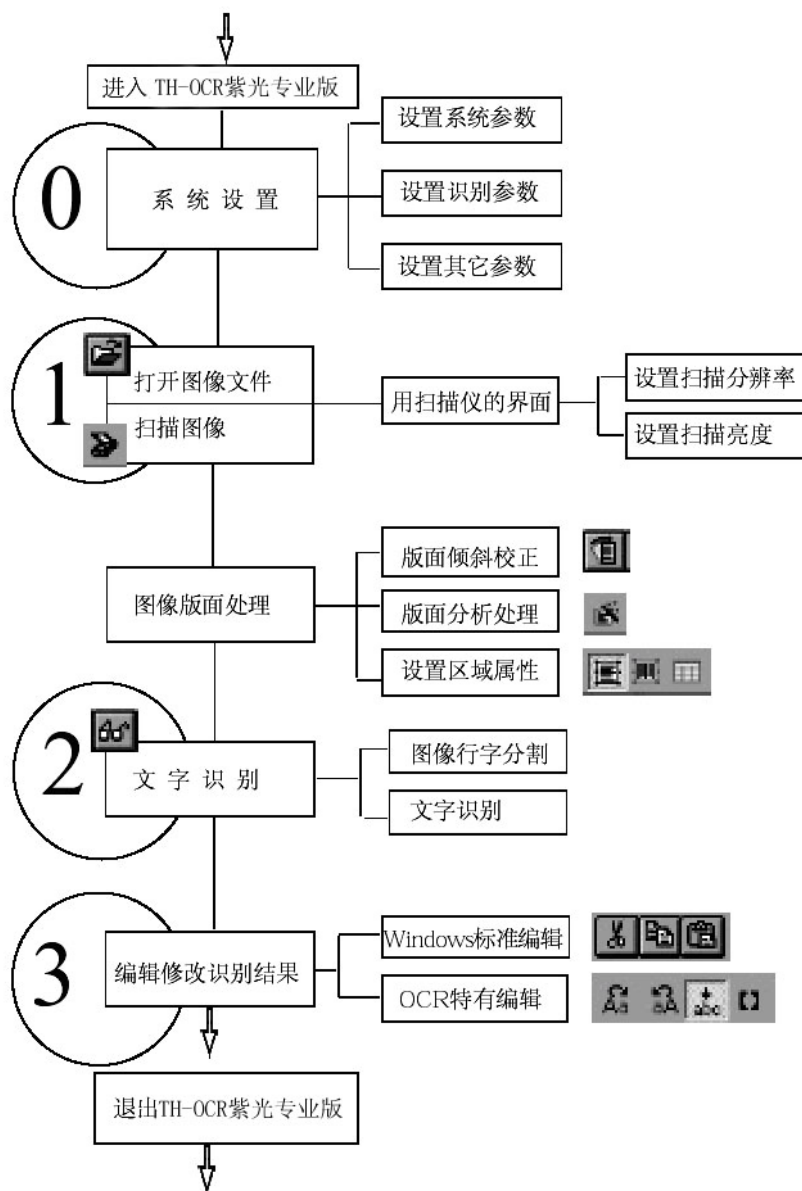 进入 TH-OCR紫光专业版
0
系统设置
设置系统参数
设置识别参数
设置其它参数
1
打开图像文件
扫描图像
用扫描仪的界面
设置扫描分辨率
设置扫描亮度
图像版面处理
版面倾斜校正
版面分析处理
设置区域属性
2
文字识别
图像行字分割
文字识别
3
编辑修改识别结果
Windows标准编辑
OCR特有编辑
abc
退出TH-OCR紫光专业版